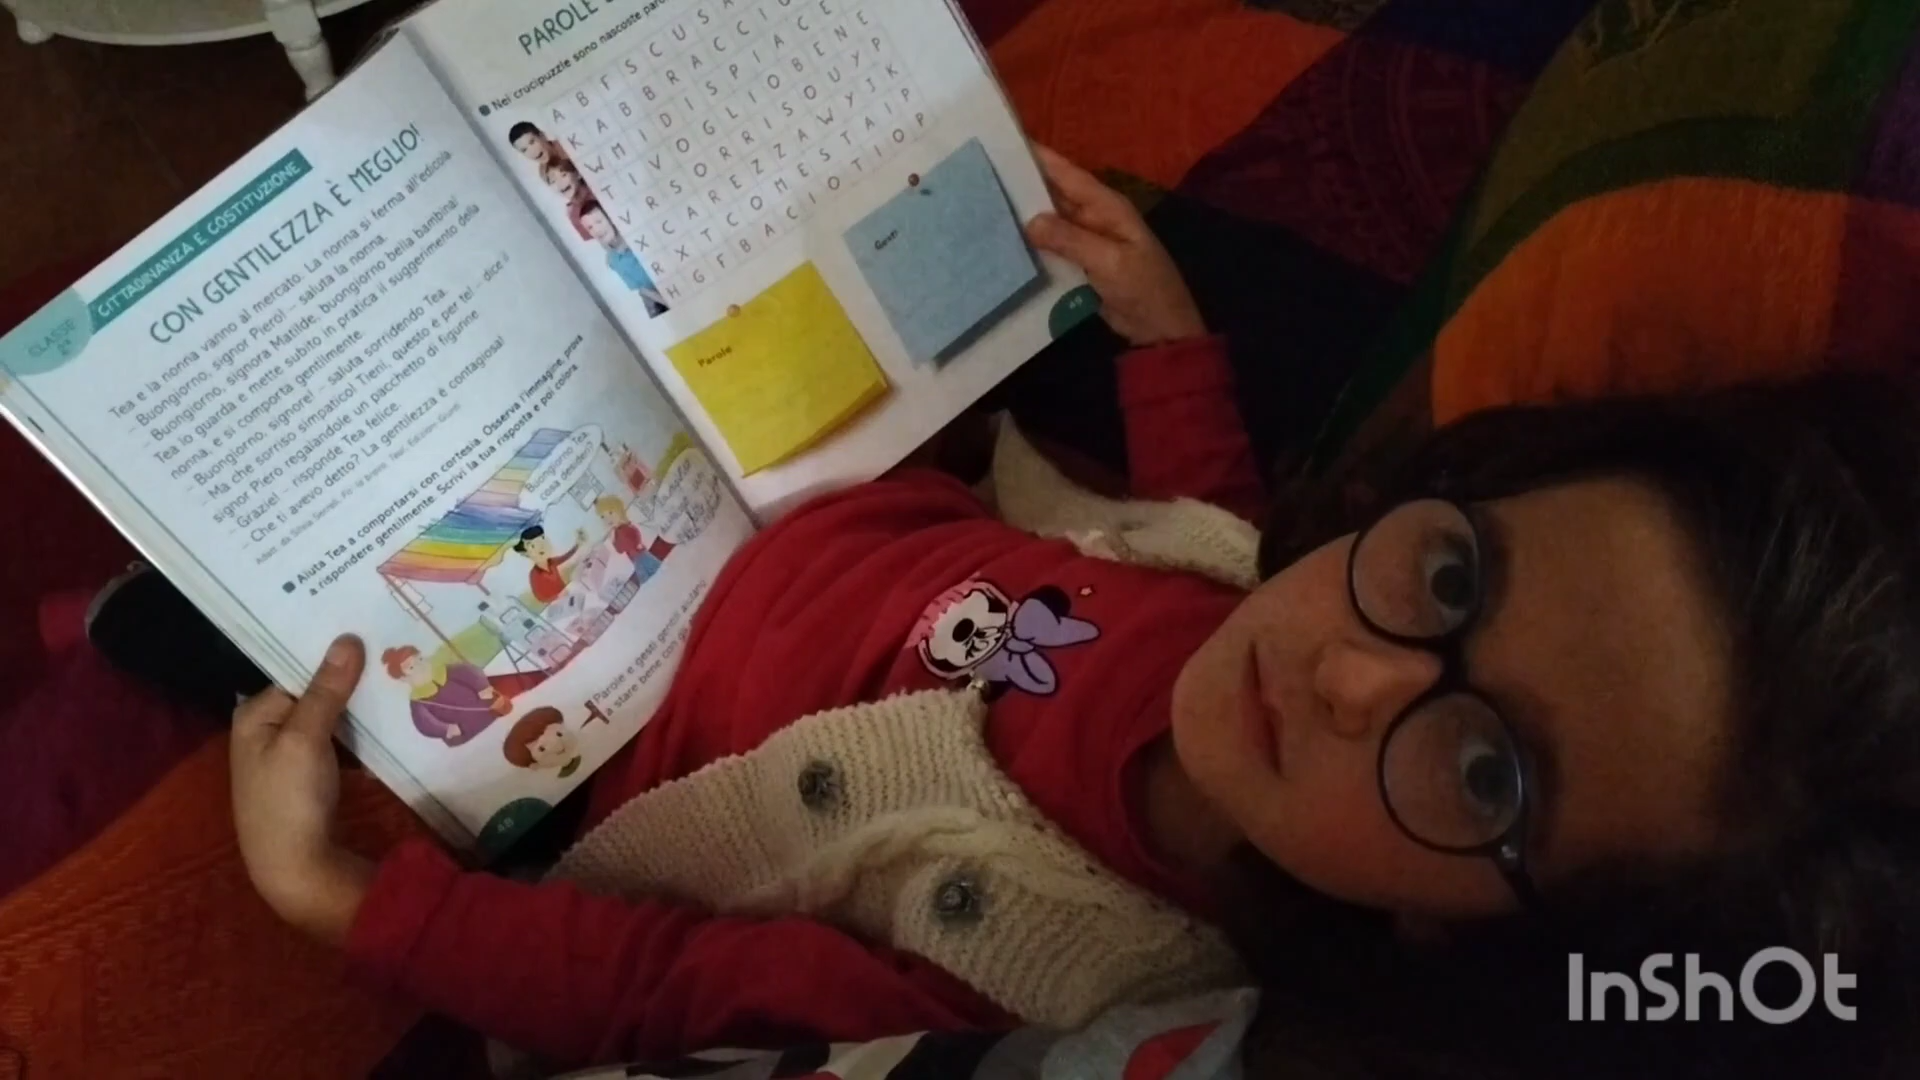 CLASSE 2ª
CITTADINANZA E COSTITUZIONE
CON GENTILEZZA È MEGLIO!
Tea e la nonna vanno al mercato. La nonna si ferma all'edicola.
– Buongiorno, signor Piero! – saluta la nonna.
– Buongiorno, signora Matilde, buongiorno bella bambina!
Tea lo guarda e mette subito in pratica il suggerimento della
nonna, e si comporta gentilmente.
– Buongiorno, signore! – saluta sorridendo Tea.
– Ma che sorriso simpatico! Tieni, questo è per te! – dice il
signor Piero regalandole un pacchetto di figurine
– Grazie! – risponde Tea felice.
– Che ti avevo detto? La gentilezza è contagiosa!
Aiuta Tea a comportarsi con cortesia. Osserva l'immagine, prova
a rispondere gentilmente. Scrivi la tua risposta e poi colora
Buongiorno Tea,
cosa desideri?
Parole e gesti gentili aiutano
a stare bene con gli
48
PAROLE
Nel crucipuzzle sono nascoste
A B F S C U S A
K A B B R A C C I O
W M I D I S P I A C E
T I V O G L I O B E N E
V R S O R R I S O U Y P
X C A R E Z Z A W Y J K
R X T C O M E S T A I P
H G F B A C I O T I O P
Parole
Gesti
49
InShOt